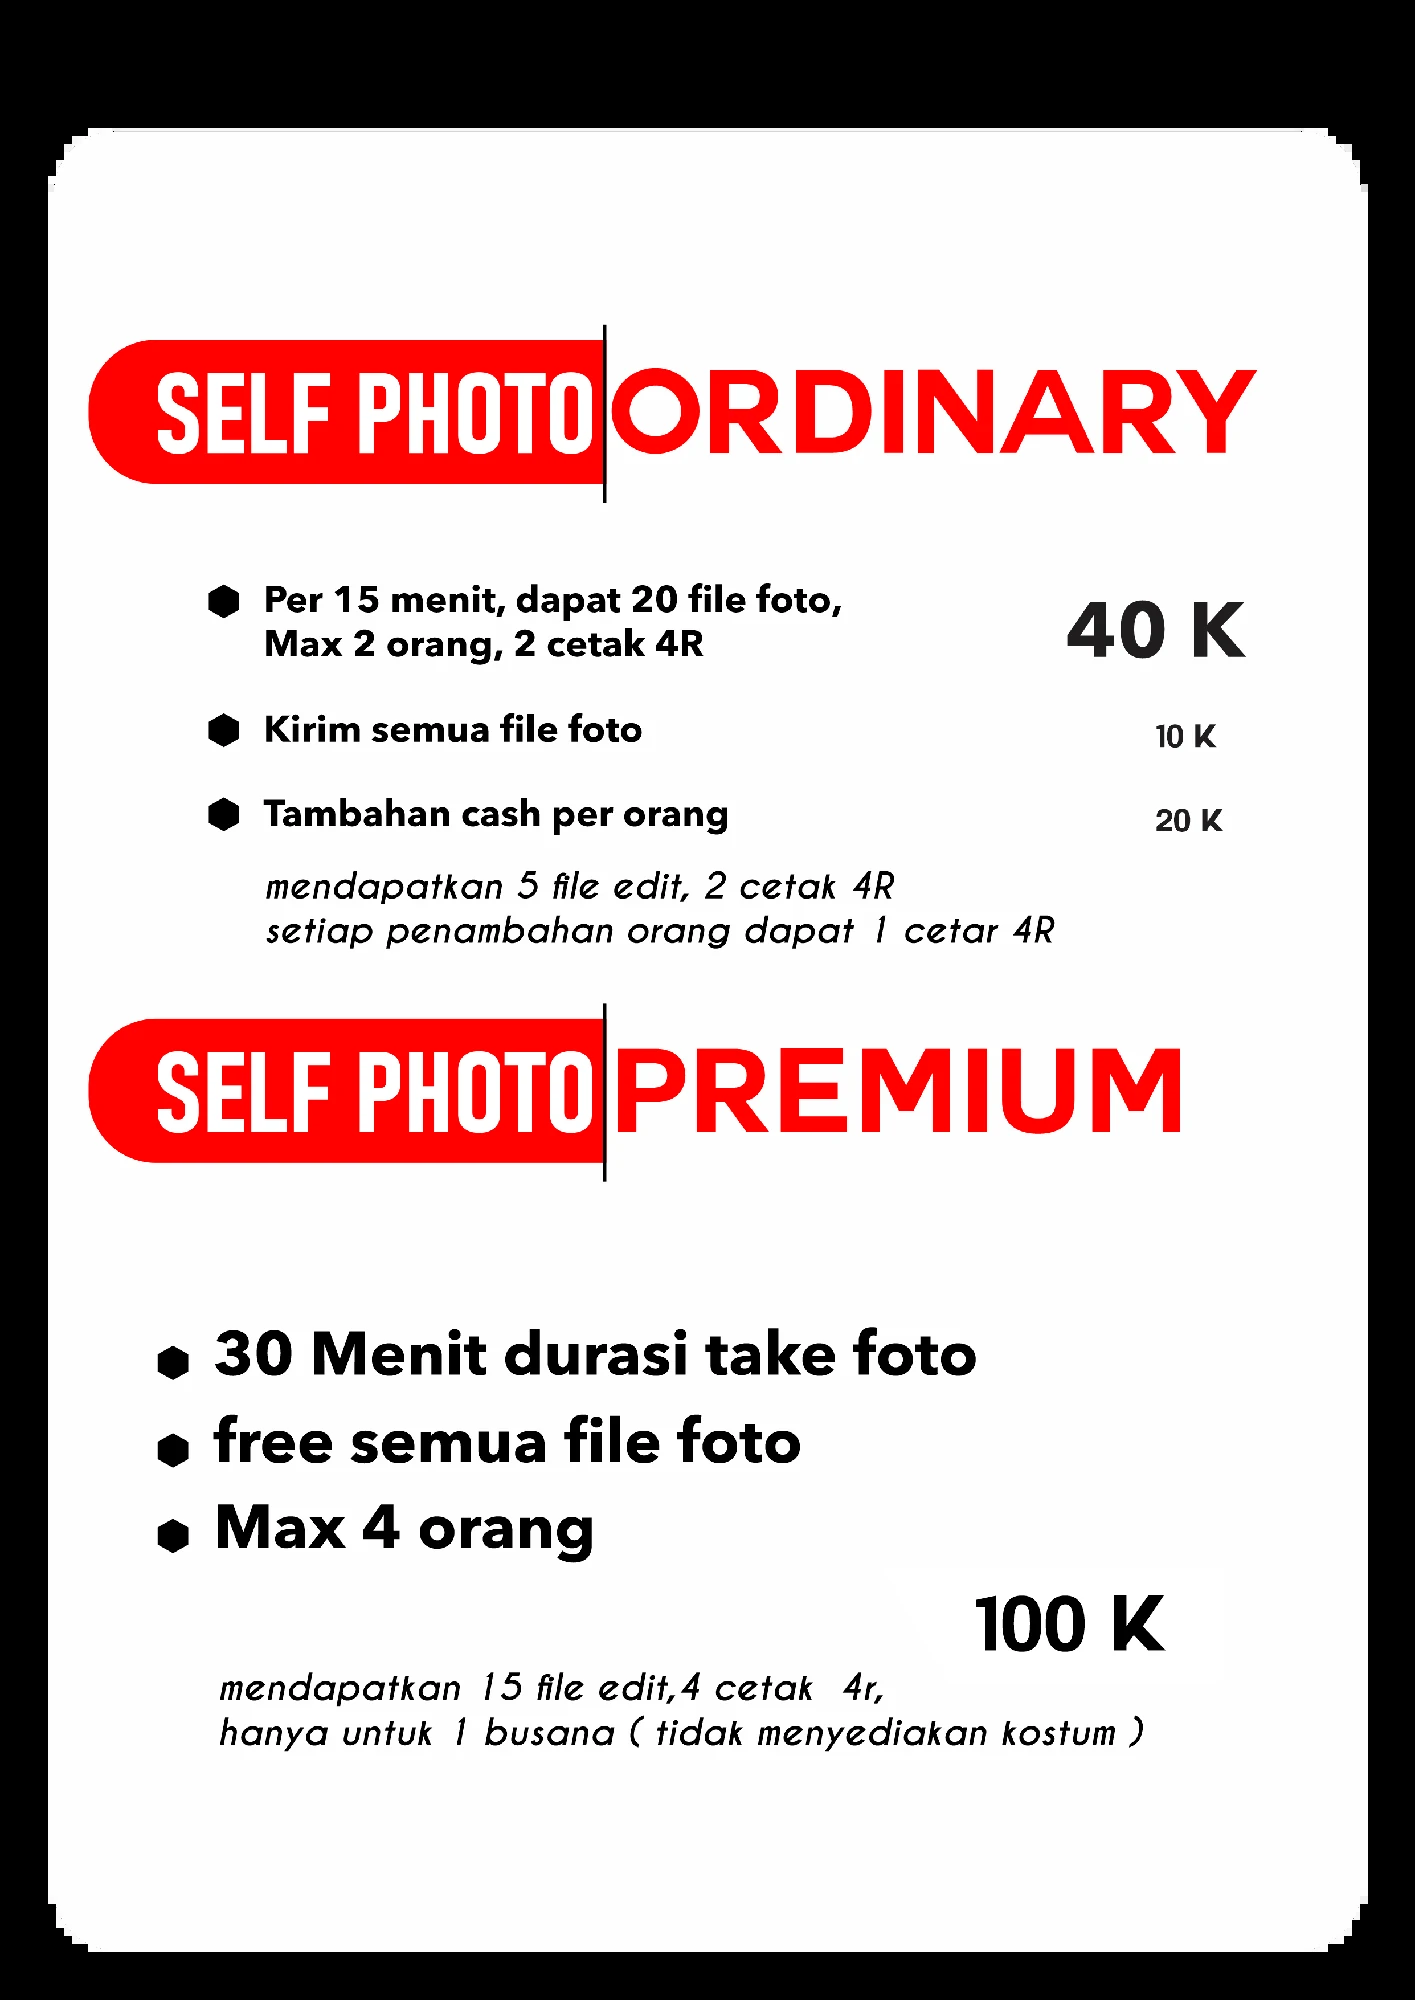 SELF PHOTO ORDINARY
Per 15 menit, dapat 20 file foto,
Max 2 orang, 2 cetak 4R
40 K
Kirim semua file foto
10 K
Tambahan cash per orang
20 K
mendapatkan 5 file edit, 2 cetak 4R
setiap penambahan orang dapat 1 cetar 4R
SELF PHOTO PREMIUM
30 Menit durasi take foto
free semua file foto
Max 4 orang
100 K
mendapatkan 15 file edit,4 cetak 4r,
hanya untuk 1 busana ( tidak menyediakan kostum )